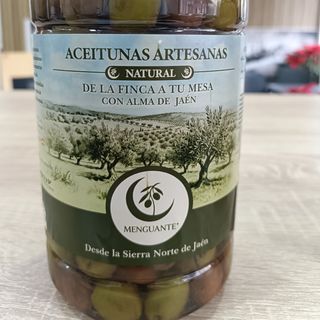 ACEITUNAS ARTESANAS
NATURAL
DE LA FINCA A TU MESA
CON ALMA DE JAÉN
MENGUANTE®
Desde la Sierra Norte de Jaén